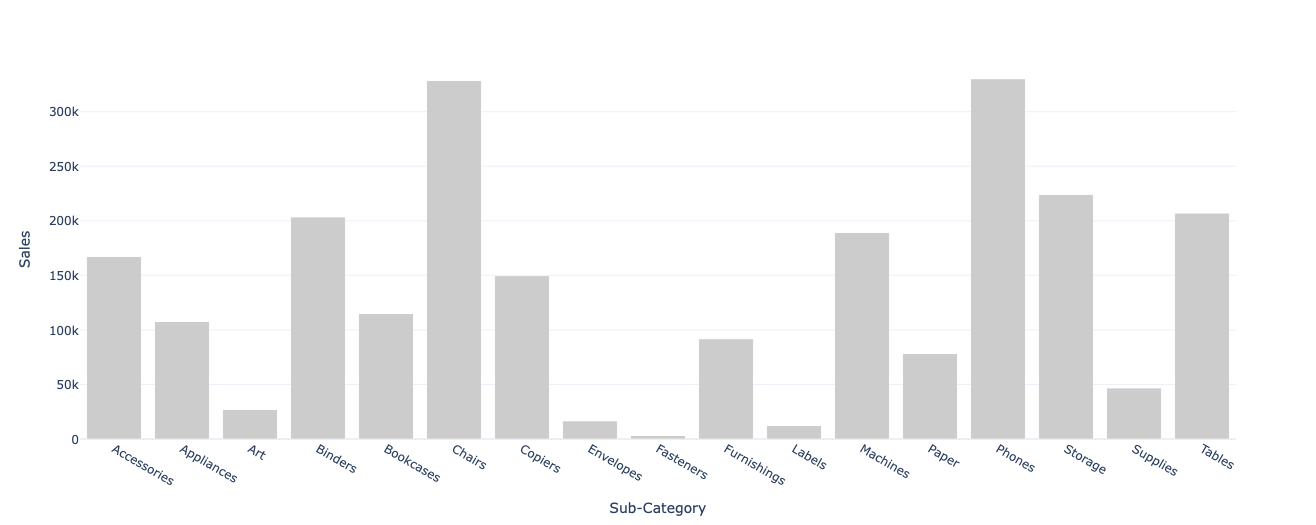 300k
250k
200k
150k
100k
50k
0
Sales
Accessories
Appliances
Art
Binders
Bookcases
Chairs
Copiers
Envelopes
Fasteners
Furnishings
Labels
Machines
Paper
Phones
Storage
Supplies
Tables
Sub-Category